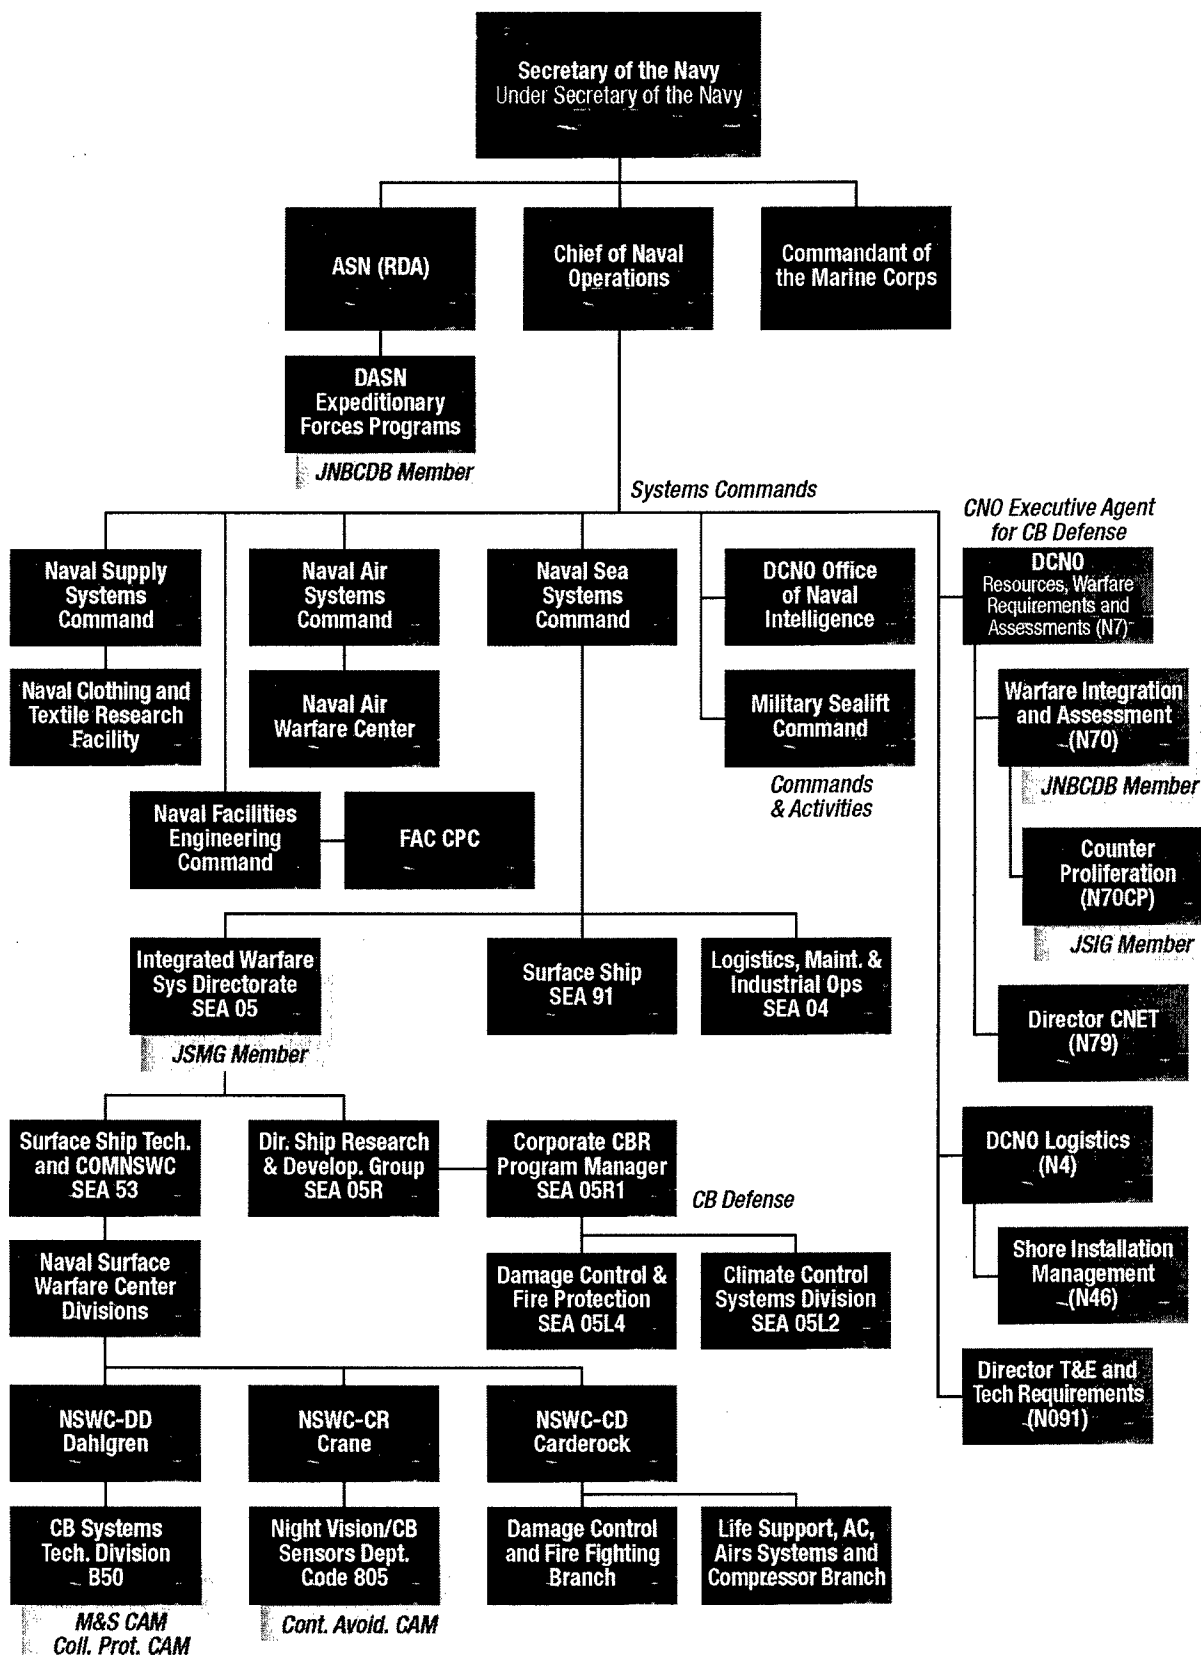 Secretary of the Navy
Under Secretary of the Navy
ASN (RDA)
Chief of Naval
Operations
Commandant of
the Marine Corps
DASN
Expeditionary
Forces Programs
JNBCDB Member
Systems Commands
CNO Executive Agent
for CB Defense
Naval Supply
Systems
Command
Naval Air
Systems
Command
Naval Sea
Systems
Command
DCNO Office
of Naval
Intelligence
DCNO
Resources, Warfare
Requirements and
Assessments (N7)
Naval Clothing and
Textile Research
Facility
Naval Air
Warfare Center
Military Sealift
Command
Commands
& Activities
Warfare Integration
and Assessment
(N70)
JNBCDB Member
Naval Facilities
Engineering
Command
FAC CPC
Counter
Proliferation
(N70CP)
JSIG Member
Integrated Warfare
Sys Directorate
SEA 05
JSMG Member
Surface Ship
SEA 91
Logistics, Maint. &
Industrial Ops
SEA 04
Director CNET
(N79)
Surface Ship Tech.
and COMNSWC
SEA 53
Dir. Ship Research
& Develop. Group
SEA 05R
Corporate CBR
Program Manager
SEA 05R1
CB Defense
DCNO Logistics
(N4)
Naval Surface
Warfare Center
Divisions
Damage Control &
Fire Protection
SEA 05L4
Climate Control
Systems Division
SEA 05L2
Shore Installation
Management
(N46)
NSWC-DD
Dahlgren
NSWC-CR
Crane
NSWC-CD
Carderock
Director T&E and
Tech Requirements
(N091)
CB Systems
Tech. Division
B50
M&S CAM
Coll. Prot. CAM
Night Vision/CB
Sensors Dept.
Code 805
Cont. Avoid. CAM
Damage Control
and Fire Fighting
Branch
Life Support, AC,
Airs Systems and
Compressor Branch